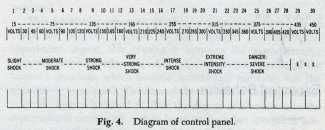 1 2 3 4 5 6 7 8 9 10 11 12 13 14 15 16 17 18 19 20 21 22 23 24 25 26 27 28 29 30
15 75 135 195 255 315 375 435 450
VOLTS 30 45 60 VOLTS 90 105 120 VOLTS 150 165 180 VOLTS 210 225 240 VOLTS 270 285 300 VOLTS 330 345 360 VOLTS 390 405 420 VOLTS VOLTS
SLIGHT MODERATE STRONG VERY INTENSE EXTREME DANGER
SHOCK SHOCK SHOCK STRONG SHOCK INTENSITY SEVERE X X X
SHOCK SHOCK SHOCK
Fig. 4. Diagram of control panel.